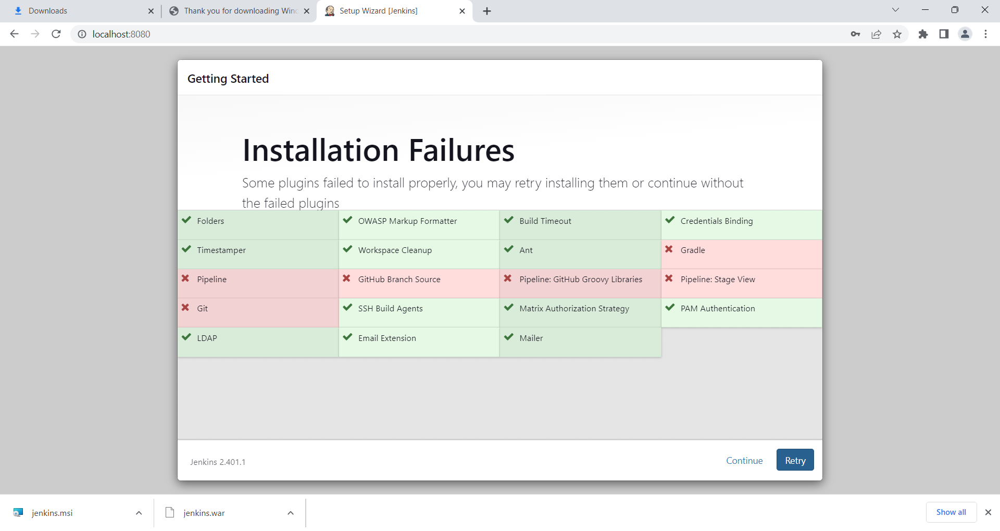 Downloads
Thank you for downloading Win
Setup Wizard [Jenkins]
localhost:8080
Getting Started
Installation Failures
Some plugins failed to install properly, you may retry installing them or continue without
the failed plugins
Folders
OWASP Markup Formatter
Build Timeout
Credentials Binding
Timestamper
Workspace Cleanup
Ant
Gradle
Pipeline
GitHub Branch Source
Pipeline: GitHub Groovy Libraries
Pipeline: Stage View
Git
SSH Build Agents
Matrix Authorization Strategy
PAM Authentication
LDAP
Email Extension
Mailer
Jenkins 2.401.1
Continue
Retry
jenkins.msi
jenkins.war
Show all